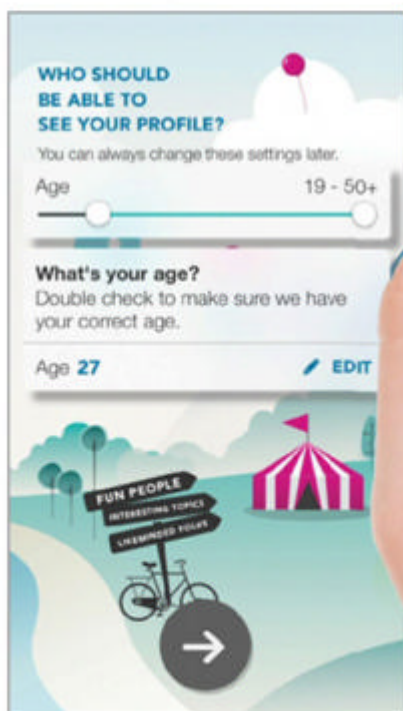 WHO SHOULD
BE ABLE TO
SEE YOUR PROFILE?
You can always change these settings later.
Age 19 - 50+
What's your age?
Double check to make sure we have
your correct age.
Age 27 EDIT
FUN PEOPLE
INTERESTING TOPICS
LIKEMINDED FOLKS